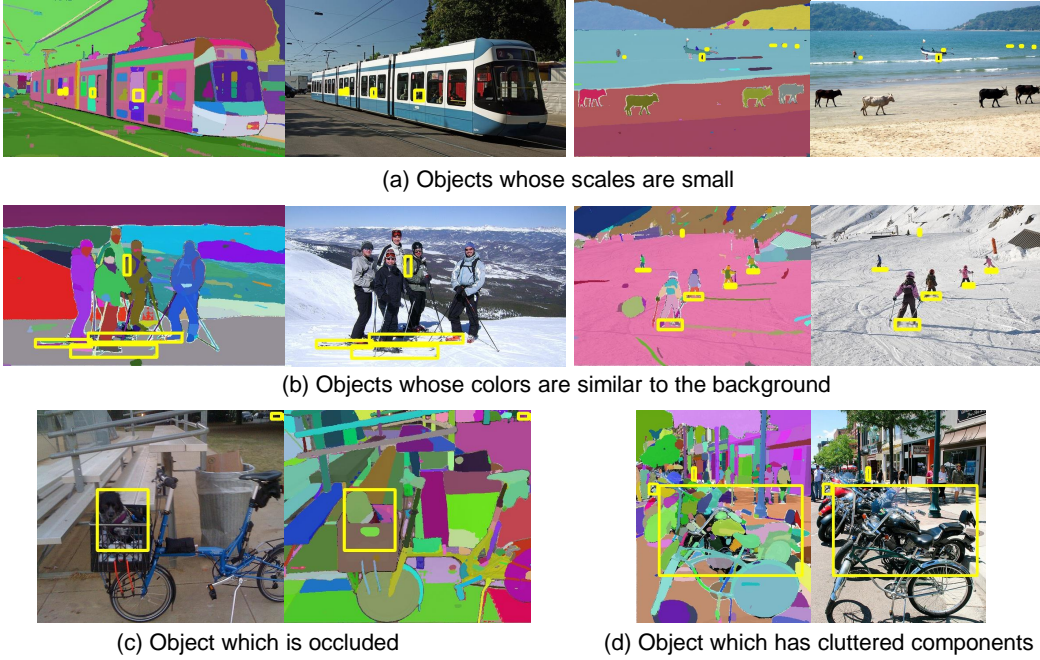 (a) Objects whose scales are small
(b) Objects whose colors are similar to the background
(c) Object which is occluded
(d) Object which has cluttered components